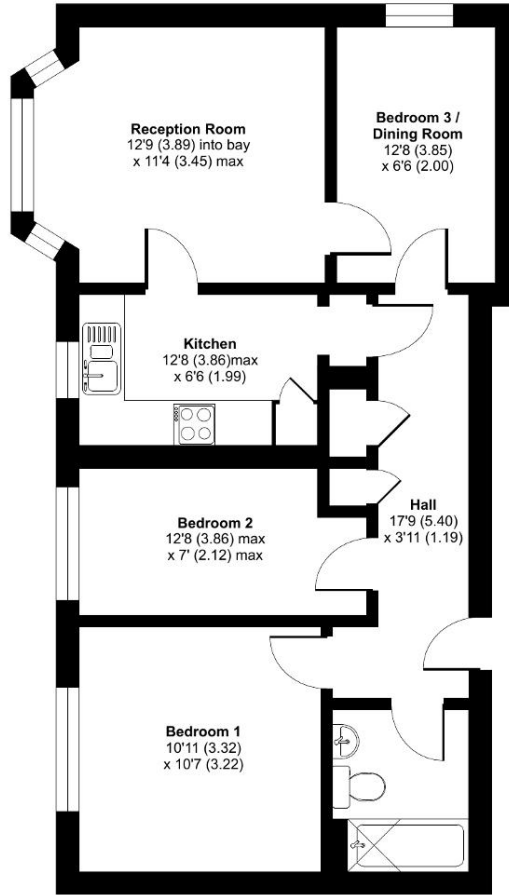 Reception Room
12'9 (3.89) into bay
x 11'4 (3.45) max
Bedroom 3 /
Dining Room
12'8 (3.85)
x 6'6 (2.00)
Kitchen
12'8 (3.86)max
x 6'6 (1.99)
Bedroom 2
12'8 (3.86) max
x 7' (2.12) max
Hall
17'9 (5.40)
x 3'11 (1.19)
Bedroom 1
10'11 (3.32)
x 10'7 (3.22)